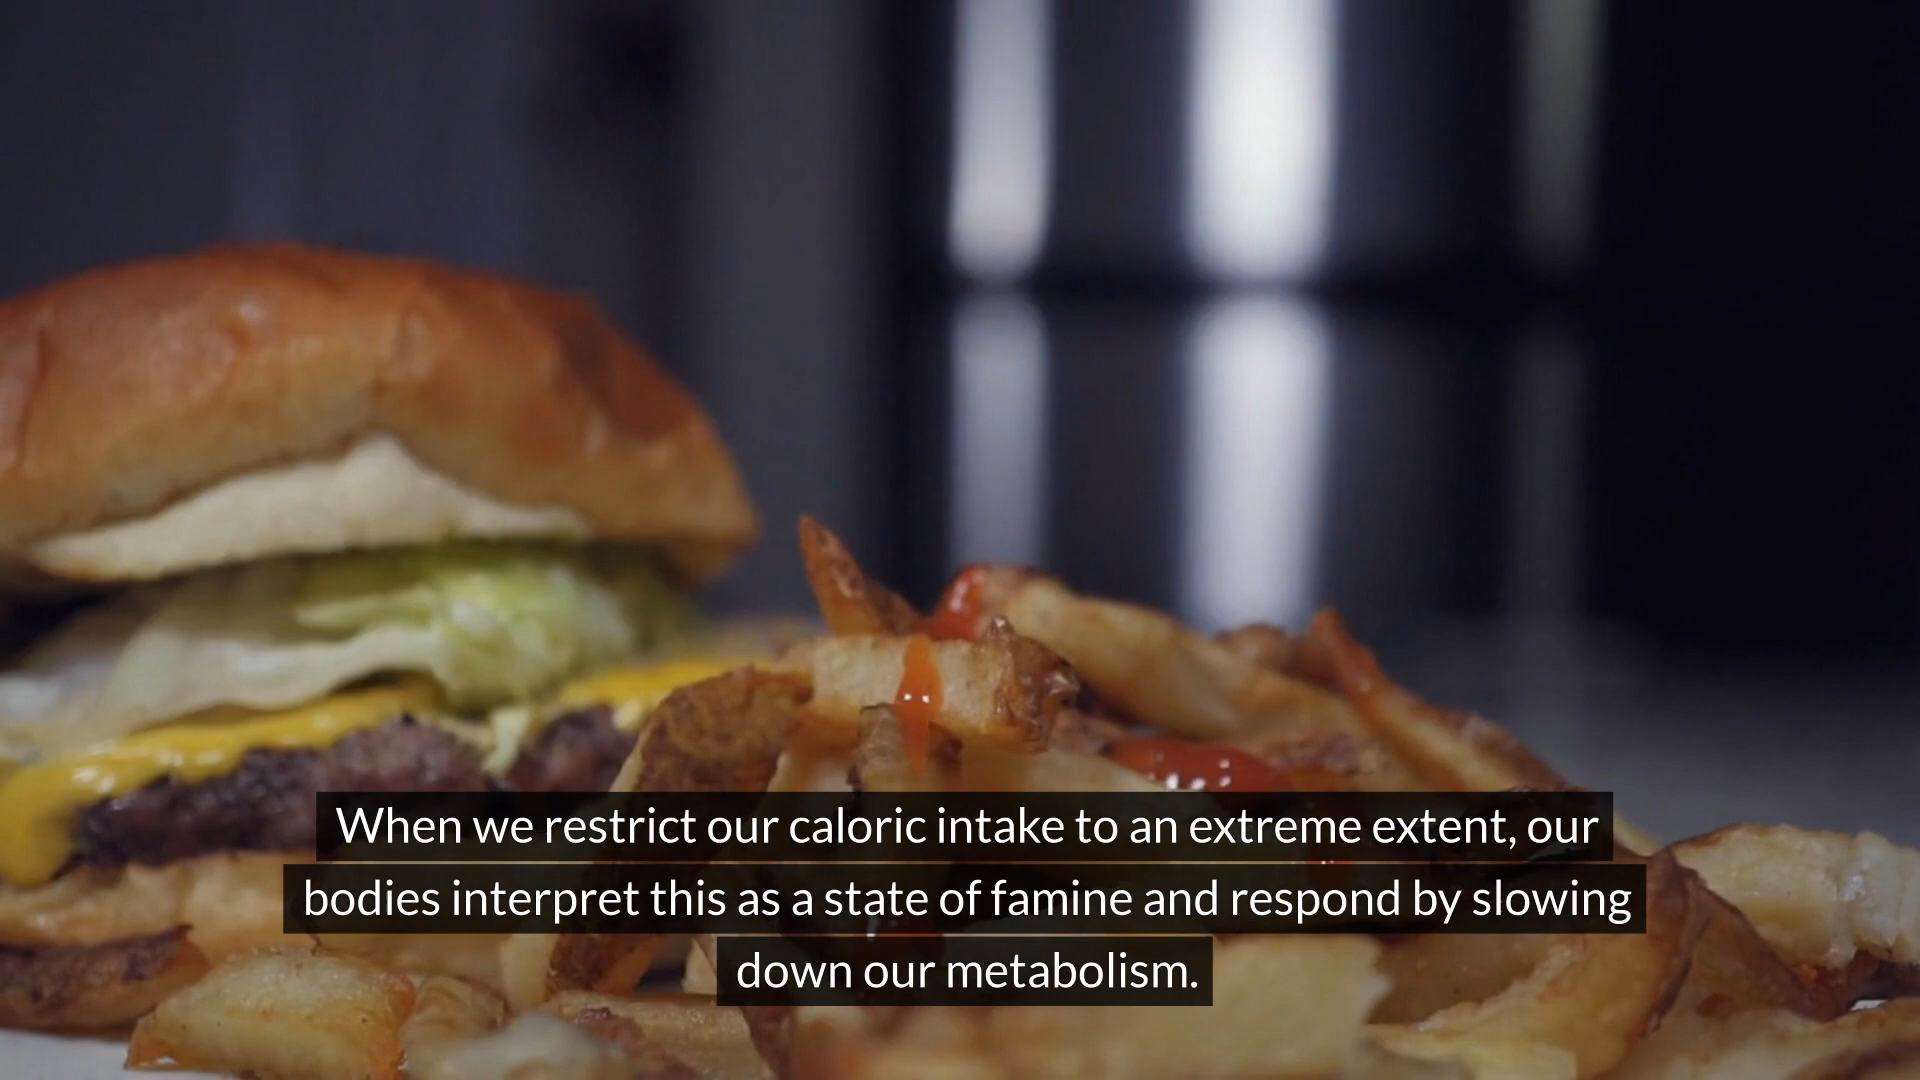 When we restrict our caloric intake to an extreme extent, our
bodies interpret this as a state of famine and respond by slowing
down our metabolism.